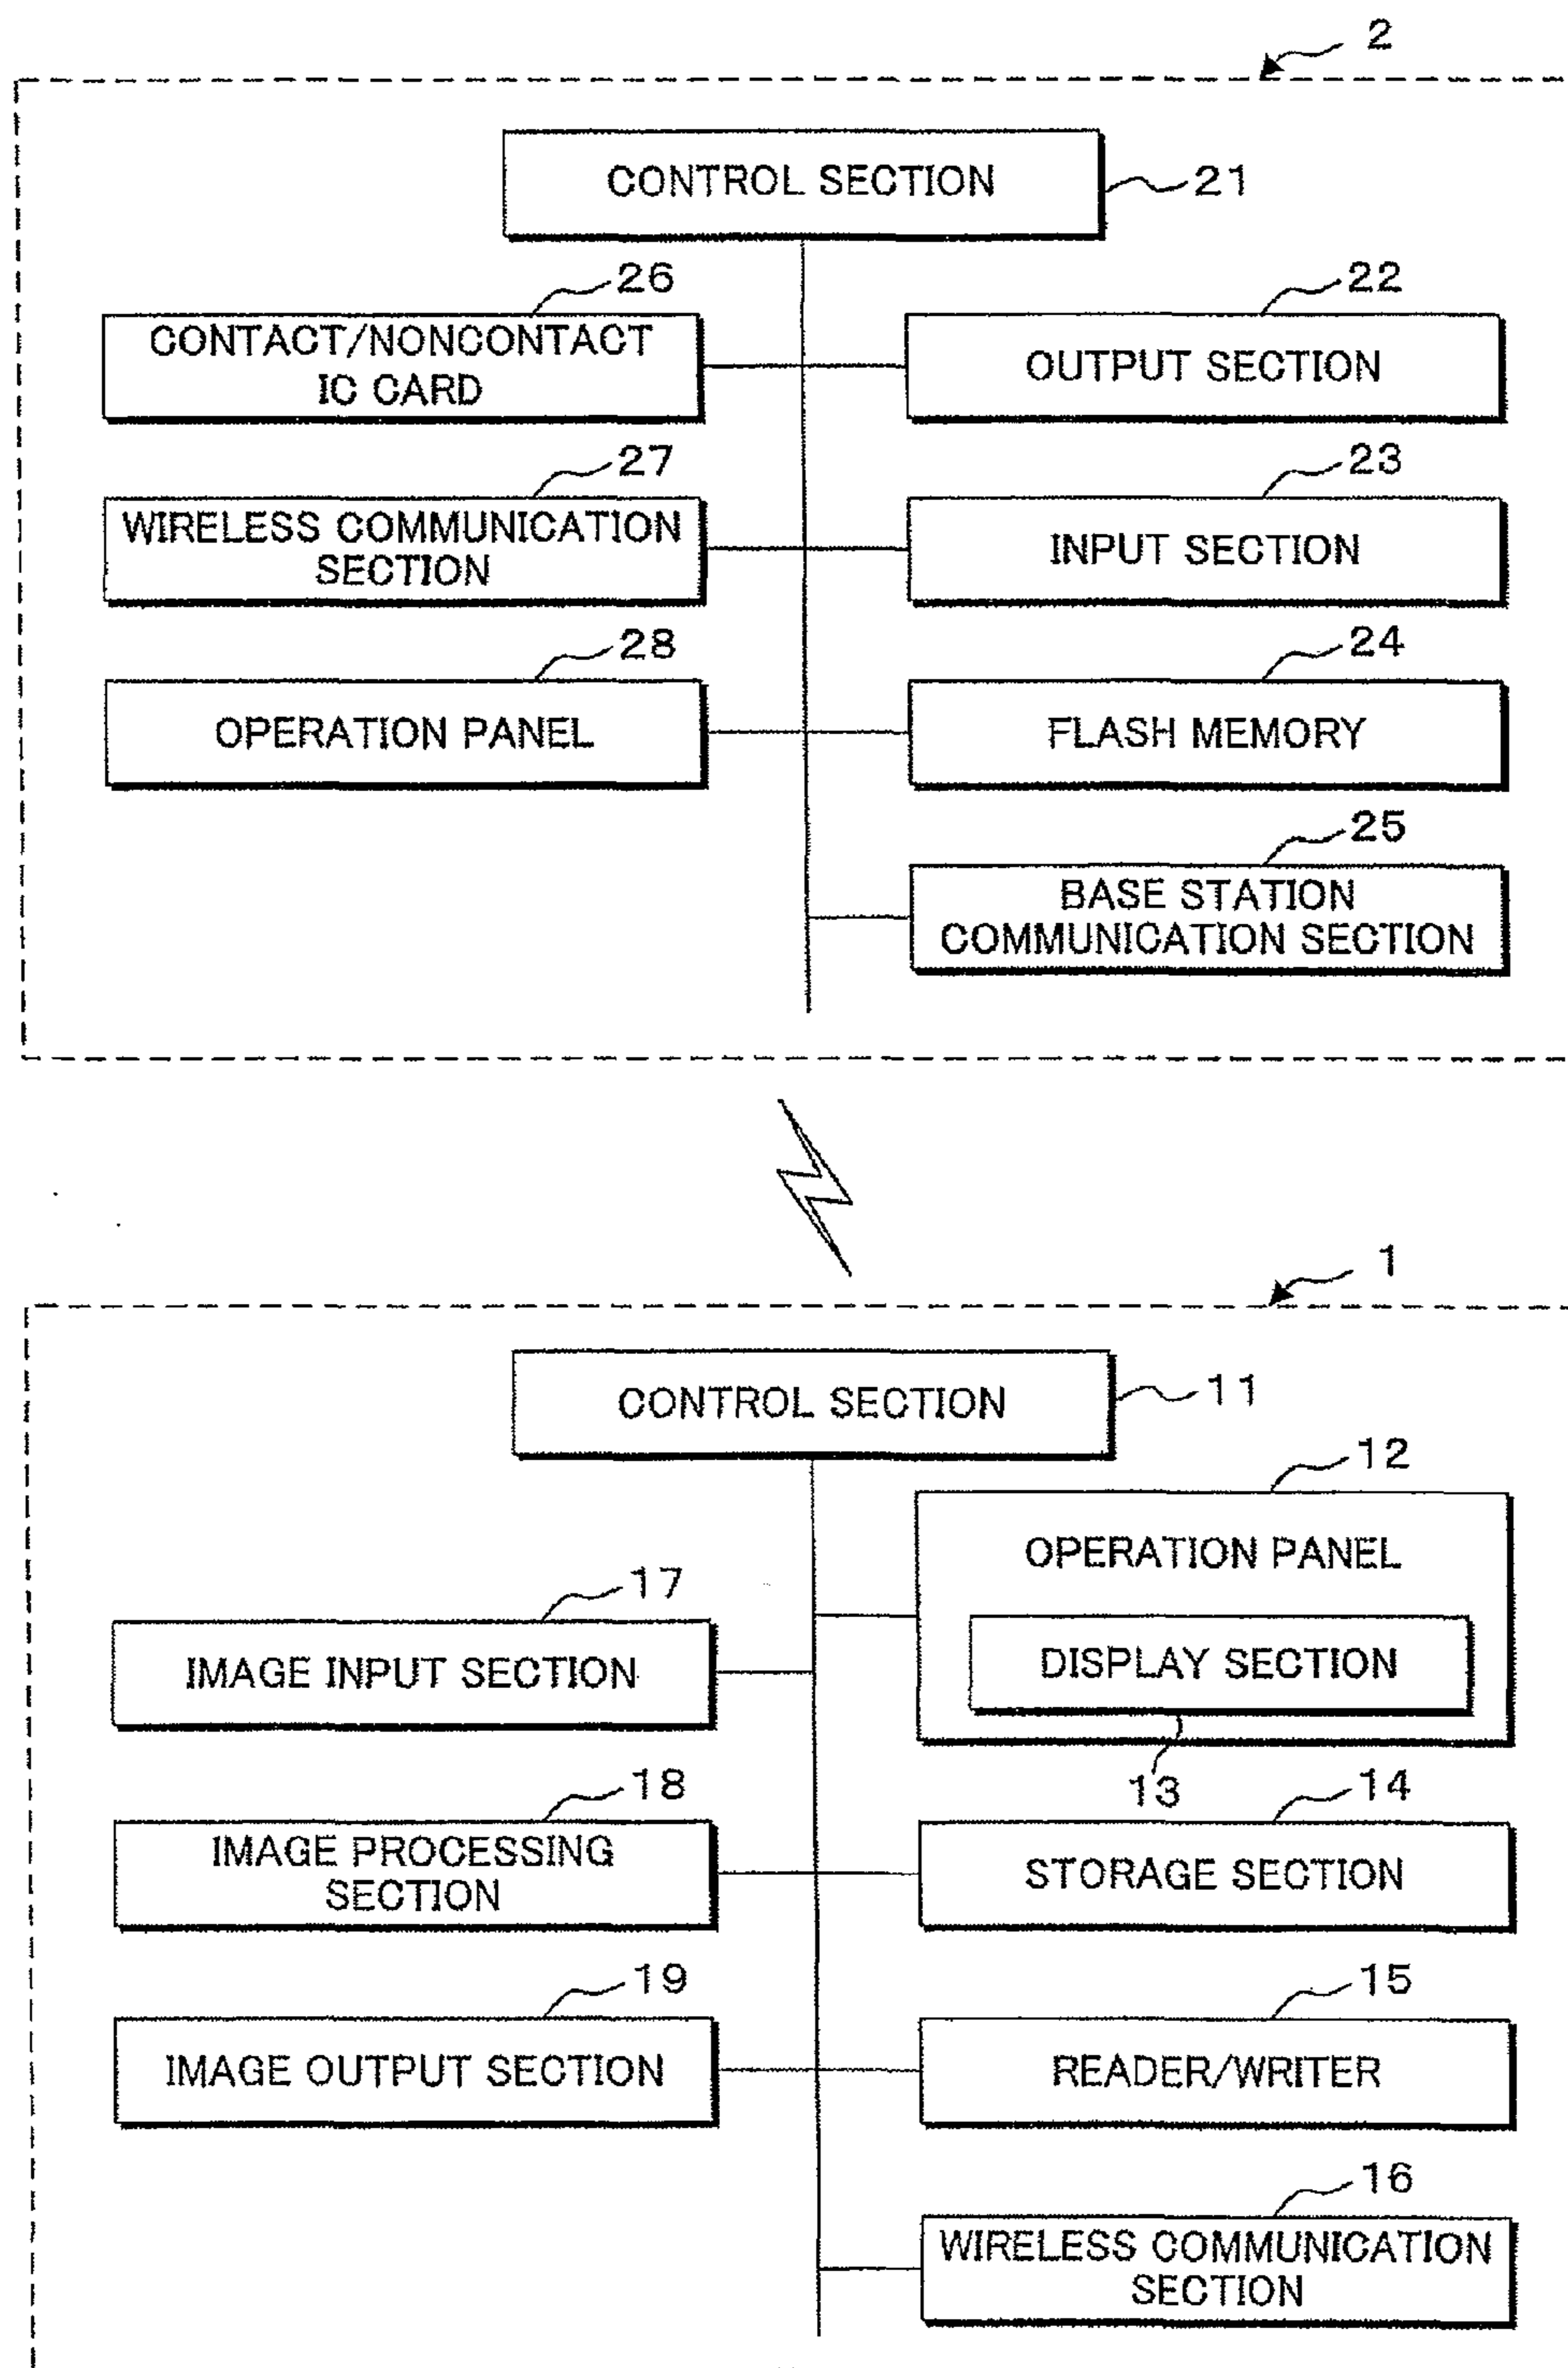 2
CONTROL SECTION
21
26
22
CONTACT/NONCONTACT
IC CARD
OUTPUT SECTION
27
23
WIRELESS COMMUNICATION
SECTION
INPUT SECTION
28
24
OPERATION PANEL
FLASH MEMORY
25
BASE STATION
COMMUNICATION SECTION
1
CONTROL SECTION
11
12
OPERATION PANEL
17
IMAGE INPUT SECTION
DISPLAY SECTION
13
18
14
IMAGE PROCESSING
SECTION
STORAGE SECTION
19
15
IMAGE OUTPUT SECTION
READER/WRITER
16
WIRELESS COMMUNICATION
SECTION